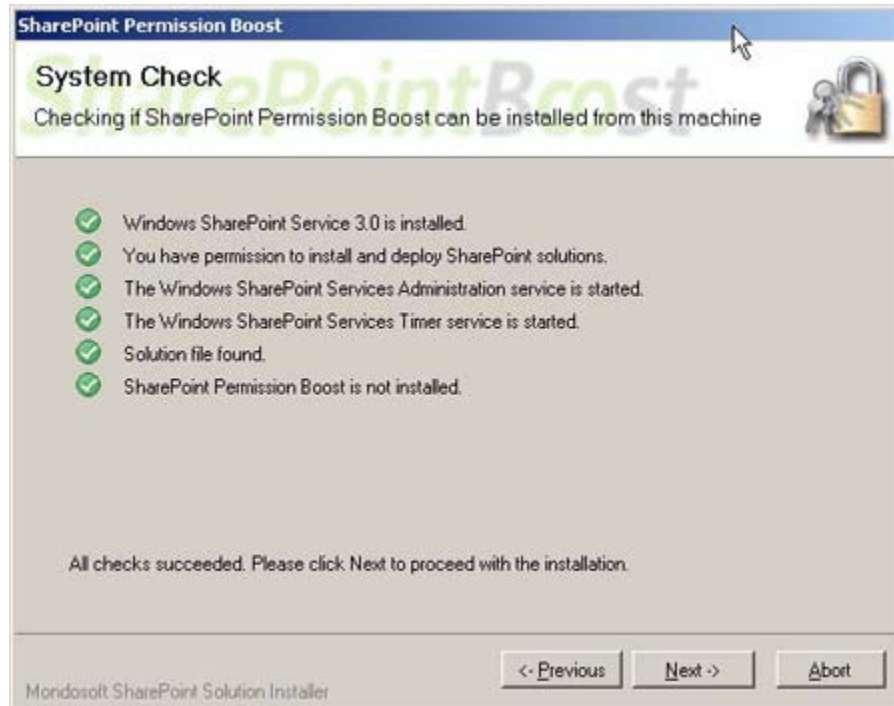 SharePoint Permission Boost
SharePointBoost
System Check
Checking if SharePoint Permission Boost can be installed from this machine
Windows SharePoint Service 3.0 is installed.
You have permission to install and deploy SharePoint solutions.
The Windows SharePoint Services Administration service is started.
The Windows SharePoint Services Timer service is started.
Solution file found.
SharePoint Permission Boost is not installed.
All checks succeeded. Please click Next to proceed with the installation.
<- Previous
Next ->
Abort
Mondosoft SharePoint Solution Installer